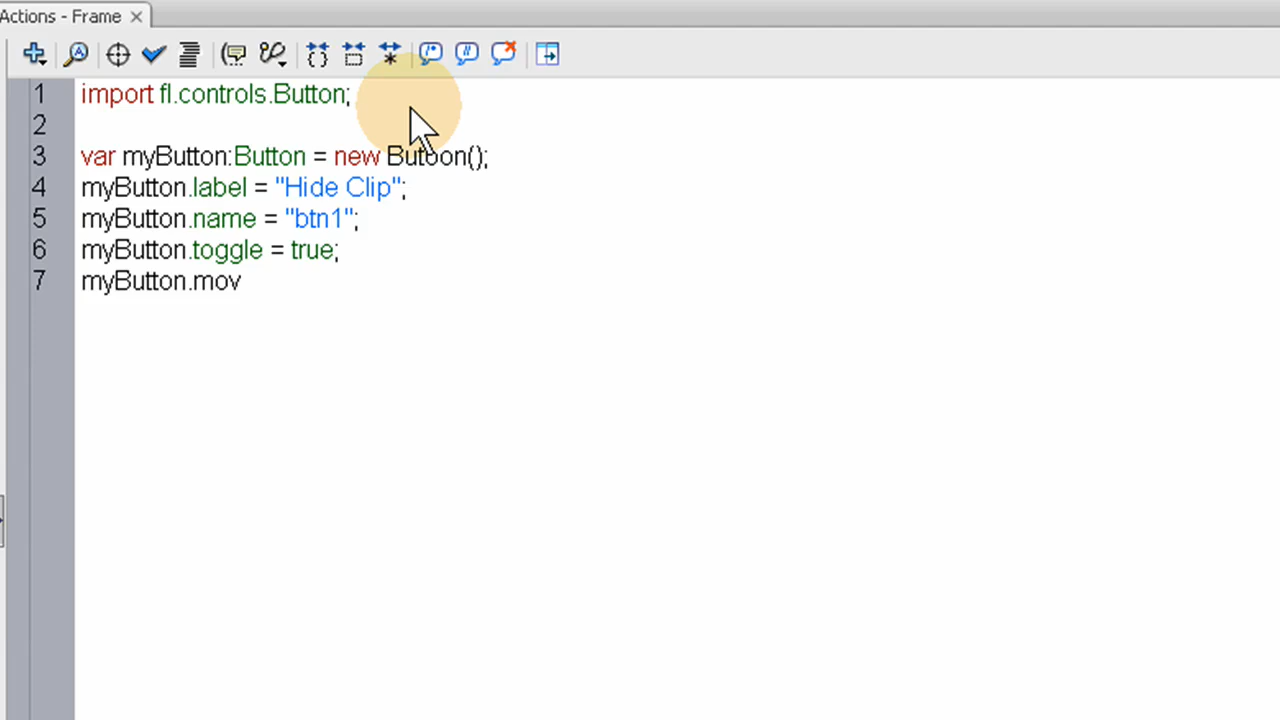 Actions - Frame
1 import fl.controls.Button;
2
3 var myButton:Button = new Butoon();
4 myButton.label = "Hide Clip";
5 myButton.name = "btn1";
6 myButton.toggle = true;
7 myButton.mov